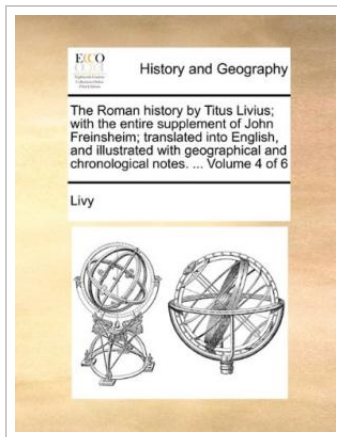 ECCO
History and Geography
The Roman history by Titus Livius;
with the entire supplement of John
Freinsheim; translated into English,
and illustrated with geographical and
chronological notes. ... Volume 4 of 6
Livy